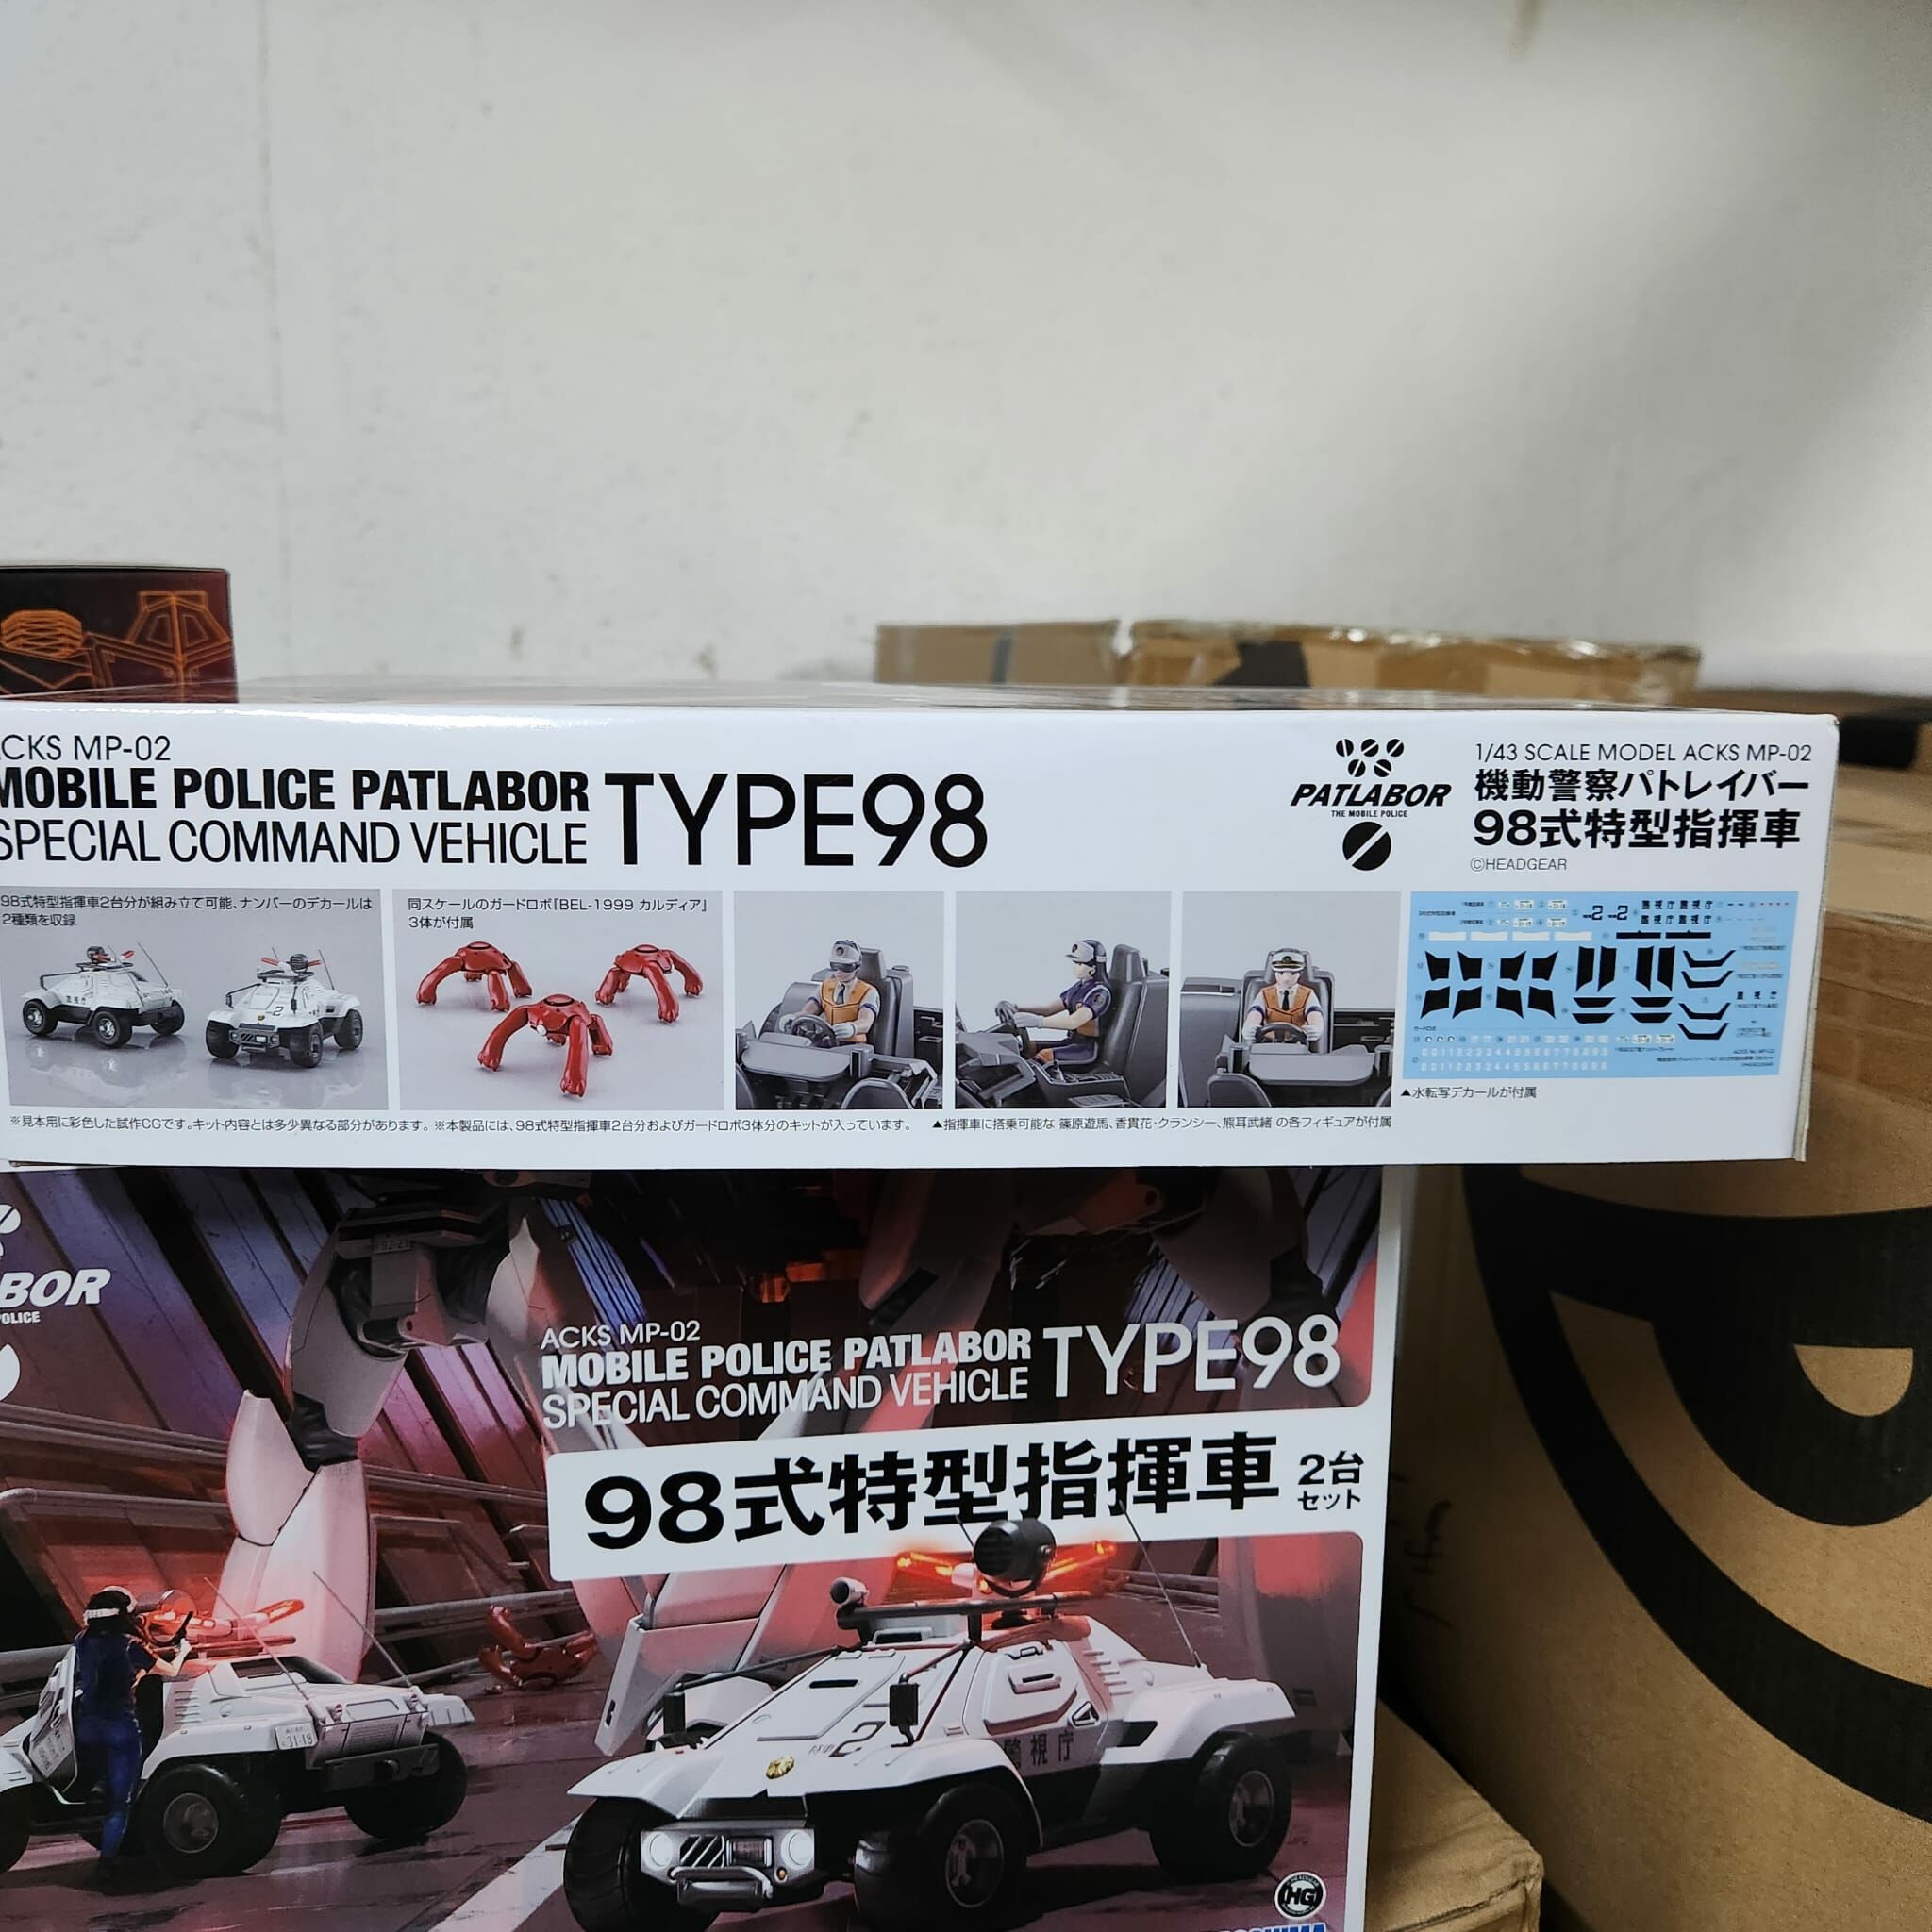 ACKS MP-02
MOBILE POLICE PATLABOR
SPECIAL COMMAND VEHICLE
TYPE98
PATLABOR
THE MOBILE POLICE
1/43 SCALE MODEL ACKS MP-02
機動警察パトレイバー
98式特型指揮車
©HEADGEAR
98式特型指揮車2台分が組み立て可能、ナンバーのデカールは
2種類を収録
同スケールのガードロボ『BEL-1999 カルディア』
3体が付属
▲水転写デカールが付属
※見本用に彩色した試作CGです。キット内容とは多少異なる部分があります。 ※本製品には、98式特型指揮車2台分およびガードロボ3体分のキットが入っています。
▲指揮車に搭乗可能な 篠原遊馬、香貫花・クランシー、熊耳武緒 の各フィギュアが付属
BOR
POLICE
ACKS MP-02
MOBILE POLICE PATLABOR
SPECIAL COMMAND VEHICLE
TYPE98
98式特型指揮車
2台
セット
31-19
2
警視庁
HG